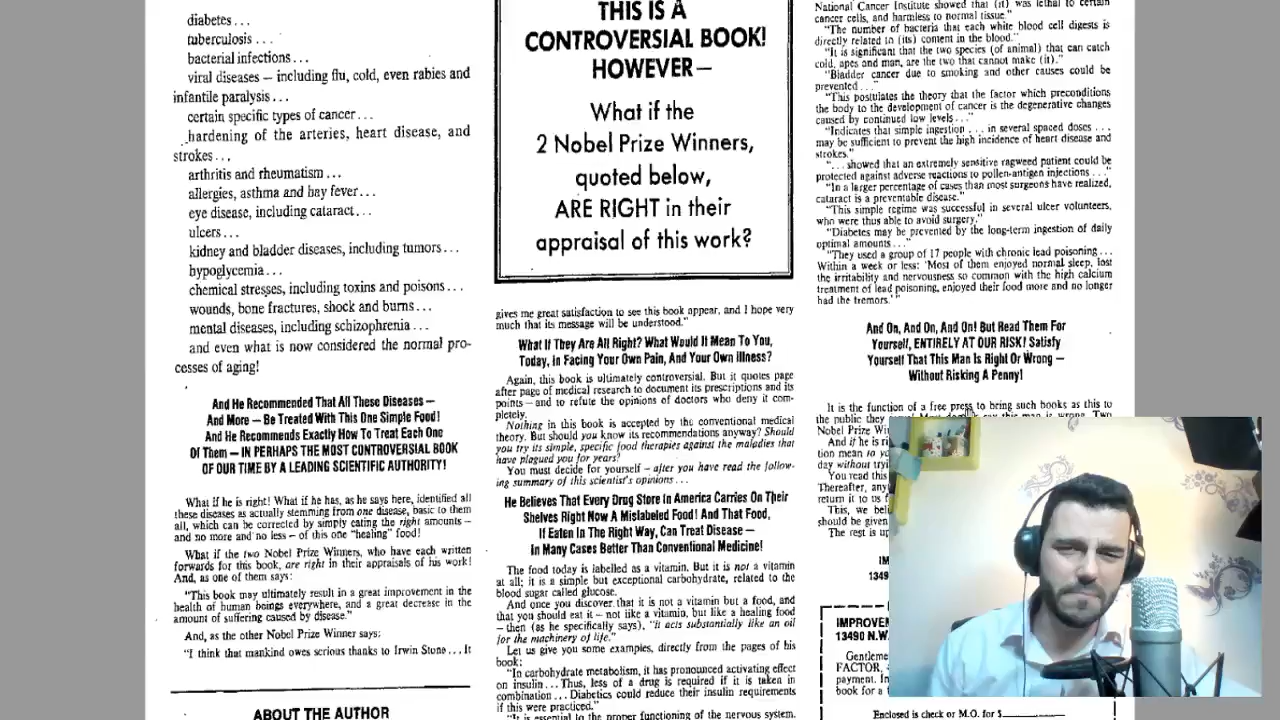 diabetes...
tuberculosis ...
bacterial infections...
viral diseases – including flu, cold, even rabies and
infantile paralysis...
certain specific types of cancer...
hardening of the arteries, heart disease, and
strokes...
arthritis and rheumatism ...
allergies, asthma and hay fever...
eye disease, including cataract...
ulcers...
kidney and bladder diseases, including tumors...
hypoglycemia...
chemical stresses, including toxins and poisons...
wounds, bone fractures, shock and burns...
mental diseases, including schizophrenia ...
and even what is now considered the normal pro-
cesses of aging!
And He Recommended That All These Diseases –
And More – Be Treated With This One Simple Food!
And He Recommends Exactly How To Treat Each One
Of Them – IN PERHAPS THE MOST CONTROVERSIAL BOOK
OF OUR TIME BY A LEADING SCIENTIFIC AUTHORITY!
What if he is right! What if he has, as he says here, identified all
these diseases as actually stemming from one disease, basic to them
all, which can be corrected by simply eating the right amounts –
and no more and no less – of this one "healing" food!
What if the two Nobel Prize Winners, who have each written
forwards for this book, are right in their appraisals of his work!
And, as one of them says:
"This book may ultimately result in a great improvement in the
health of human beings everywhere, and a great decrease in the
amount of suffering caused by disease."
And, as the other Nobel Prize Winner says:
"I think that mankind owes serious thanks to Irwin Stone... It
ABOUT THE AUTHOR
THIS IS A
CONTROVERSIAL BOOK!
HOWEVER –
What if the
2 Nobel Prize Winners,
quoted below,
ARE RIGHT in their
appraisal of this work?
gives me great satisfaction to see this book appear, and I hope very
much that its message will be understood."
What If They Are All Right? What Would It Mean To You,
Today, In Facing Your Own Pain, And Your Own Illness?
Again, this book is ultimately controversial. But it quotes page
after page of medical research to document its prescriptions and its
points – and to refute the opinions of doctors who deny it com-
pletely.
Nothing in this book is accepted by the conventional medical
theory. But should you know its recommendations anyway? Should
you try its simple, specific food therapies against the maladies that
have plagued you for years?
You must decide for yourself – after you have read the follow-
ing summary of this scientist's opinions...
He Believes That Every Drug Store In America Carries On Their
Shelves Right Now A Mislabeled Food! And That Food,
If Eaten In The Right Way, Can Treat Disease –
In Many Cases Better Than Conventional Medicine!
The food today is labelled as a vitamin. But it is not a vitamin
at all; it is a simple but exceptional carbohydrate, related to the
blood sugar called glucose.
And once you discover that it is not a vitamin but a food, and
that you should eat it – not like a vitamin, but like a healing food
– then (as he specifically says), "it acts substantially like an oil
for the machinery of life."
Let us give you some examples, directly from the pages of his
book:
"In carbohydrate metabolism, it has pronounced activating effect
on insulin... Thus, less of a drug is required if it is taken in
combination... Diabetics could reduce their insulin requirements
if this were practiced."
"It is essential to the proper functioning of the nervous system.
National Cancer Institute showed that (it) was lethal to certain
cancer cells, and harmless to normal tissue."
"The number of bacteria that each white blood cell digests is
directly related to (its) content in the blood."
"It is significant that the two species (of animal) that can catch
cold, apes and man, are the two that cannot make (it)."
"Bladder cancer due to smoking and other causes could be
prevented..."
"This postulates the theory that the factor which preconditions
the body to the development of cancer is the degenerative changes
caused by continued low levels..."
"Indicates that simple ingestion ... in several spaced doses ...
may be sufficient to prevent the high incidence of heart disease and
strokes."
"... showed that an extremely sensitive ragweed patient could be
protected against adverse reactions to pollen-antigen injections ..."
"In a larger percentage of cases than most surgeons have realized,
cataract is a preventable disease."
"This simple regime was successful in several ulcer volunteers,
who were thus able to avoid surgery."
"Diabetes may be prevented by the long-term ingestion of daily
optimal amounts..."
"They used a group of 17 people with chronic lead poisoning...
Within a week or less: 'Most of them enjoyed normal sleep, lost
the irritability and nervousness so common with the high calcium
treatment of lead poisoning, enjoyed their food more and no longer
had the tremors.'"
And On, And On, And On! But Read Them For
Yourself, ENTIRELY AT OUR RISK! Satisfy
Yourself That This Man Is Right Or Wrong –
Without Risking A Penny!
It is the function of a free press to bring such books as this to
the public they
Nobel Prize
And if he is ri
tion mean to y
day without tryi
You read this
Thereafter, any
return it to us f
This, we beli
should be given
The rest is up
1349
IMPROVE
13490 N.W.
Gentleme
FACTOR,
payment. In
book for a
Enclosed is check or M.O. for $